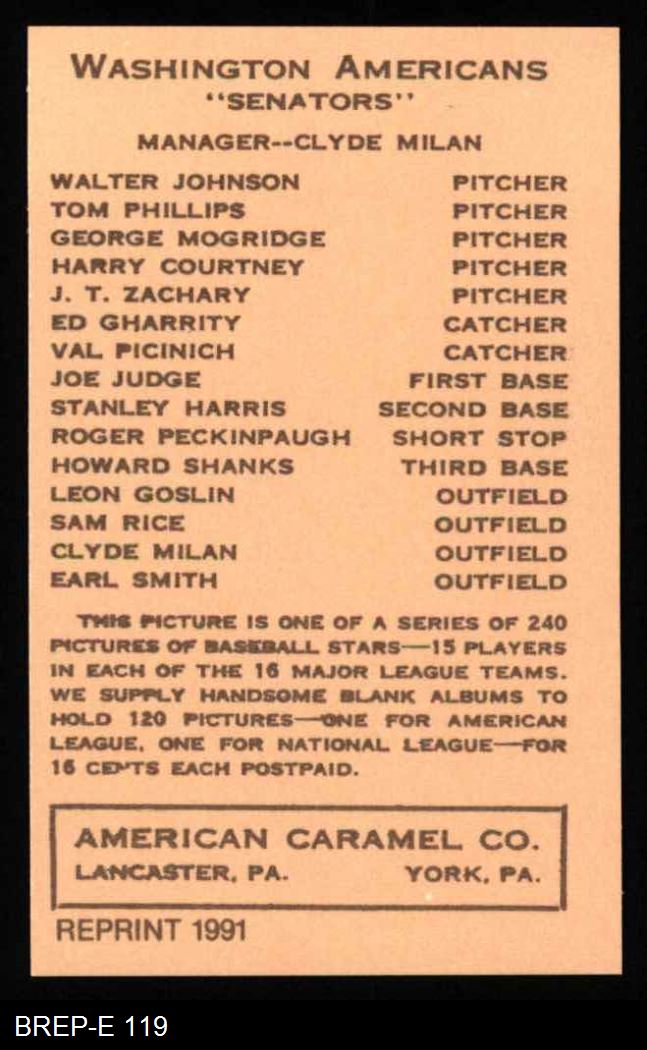 WASHINGTON AMERICANS
"SENATORS"
MANAGER--CLYDE MILAN
WALTER JOHNSON PITCHER
TOM PHILLIPS PITCHER
GEORGE MOGRIDGE PITCHER
HARRY COURTNEY PITCHER
J. T. ZACHARY PITCHER
ED GHARRITY CATCHER
VAL PICINICH CATCHER
JOE JUDGE FIRST BASE
STANLEY HARRIS SECOND BASE
ROGER PECKINPAUGH SHORT STOP
HOWARD SHANKS THIRD BASE
LEON GOSLIN OUTFIELD
SAM RICE OUTFIELD
CLYDE MILAN OUTFIELD
EARL SMITH OUTFIELD
THIS PICTURE IS ONE OF A SERIES OF 240
PICTURES OF BASEBALL STARS—15 PLAYERS
IN EACH OF THE 16 MAJOR LEAGUE TEAMS.
WE SUPPLY HANDSOME BLANK ALBUMS TO
HOLD 120 PICTURES—ONE FOR AMERICAN
LEAGUE, ONE FOR NATIONAL LEAGUE—FOR
16 CENTS EACH POSTPAID.
AMERICAN CARAMEL CO.
LANCASTER, PA. YORK, PA.
REPRINT 1991
BREP-E 119